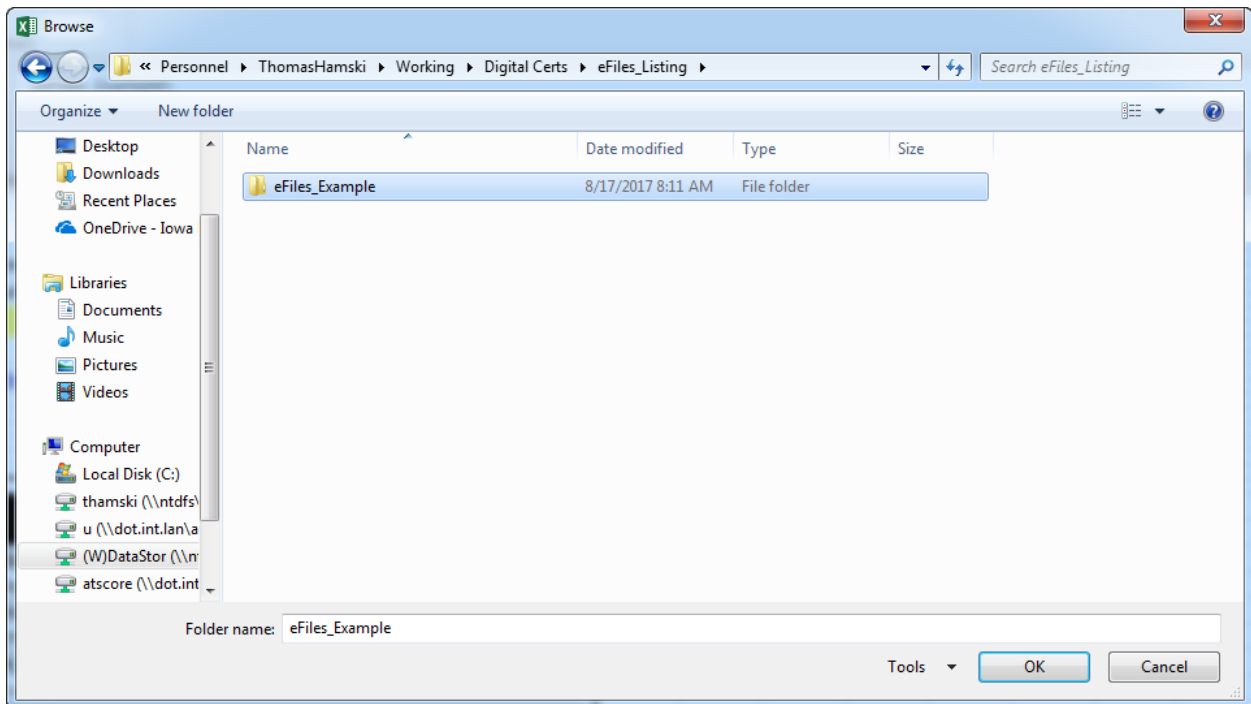 Browse
« Personnel ▸ ThomasHamski ▸ Working ▸ Digital Certs ▸ eFiles_Listing ▸
Search eFiles_Listing
Organize ▾ New folder
Desktop
Downloads
Recent Places
OneDrive - Iowa
Libraries
Documents
Music
Pictures
Videos
Computer
Local Disk (C:)
thamski (\\ntdfs\
u (\\dot.int.lan\a
(W)DataStor (\\n
atscore (\\dot.int
Name Date modified Type Size
eFiles_Example 8/17/2017 8:11 AM File folder
Folder name: eFiles_Example
Tools ▾ OK Cancel